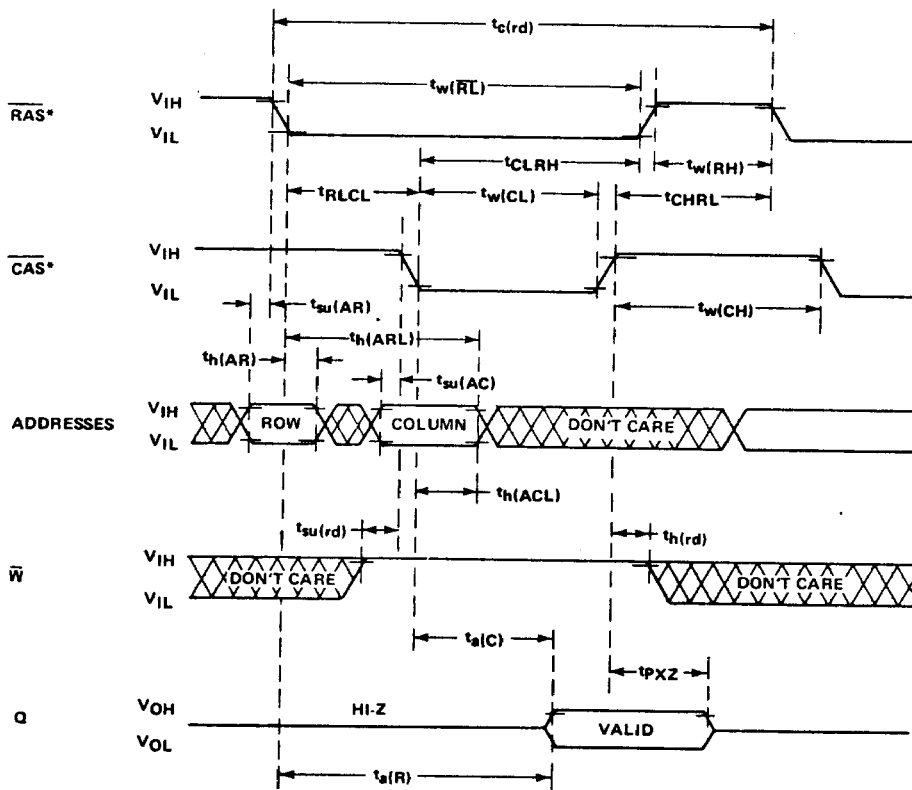 tc(rd)
tw(RL)
RAS*
VIH
VIL
tCLRH
tw(RH)
tRLCL
tw(CL)
tCHRL
CAS*
VIH
VIL
tsu(AR)
tw(CH)
th(ARL)
th(AR)
tsu(AC)
ADDRESSES
VIH
VIL
ROW
COLUMN
DON'T CARE
th(ACL)
tsu(rd)
th(rd)
W
VIH
VIL
DON'T CARE
DON'T CARE
ta(C)
tPXZ
Q
VOH
VOL
HI-Z
VALID
ta(R)